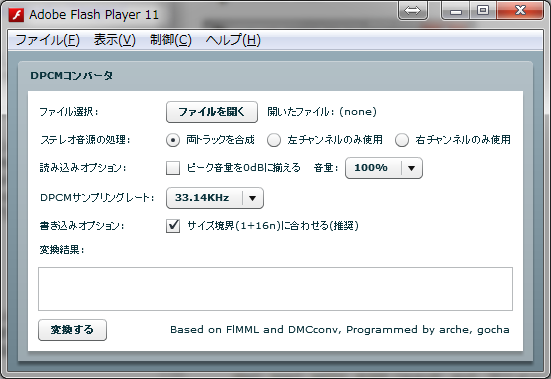 Adobe Flash Player 11
ファイル(F) 表示(V) 制御(C) ヘルプ(H)
DPCMコンバータ
ファイル選択: ファイルを開く 開いたファイル: (none)
ステレオ音源の処理: 両トラックを合成 左チャンネルのみ使用 右チャンネルのみ使用
読み込みオプション: ピーク音量を0dBに揃える 音量: 100%
DPCMサンプリングレート: 33.14KHz
書き込みオプション: サイズ境界(1+16n)に合わせる(推奨)
変換結果:
変換する Based on FlMML and DMCconv, Programmed by arche, gocha